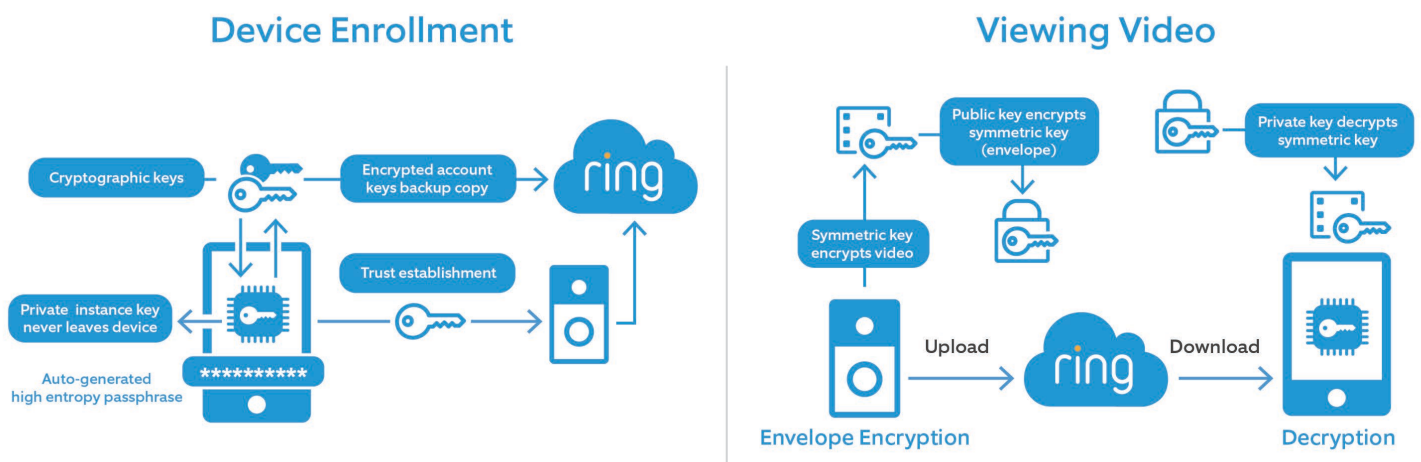 Device Enrollment
Cryptographic keys
Encrypted account
keys backup copy
ring
Trust establishment
Private instance key
never leaves device
**********
Auto-generated
high entropy passphrase
Viewing Video
Public key encrypts
symmetric key
(envelope)
Private key decrypts
symmetric key
Symmetric key
encrypts video
Upload
ring
Download
Envelope Encryption
Decryption